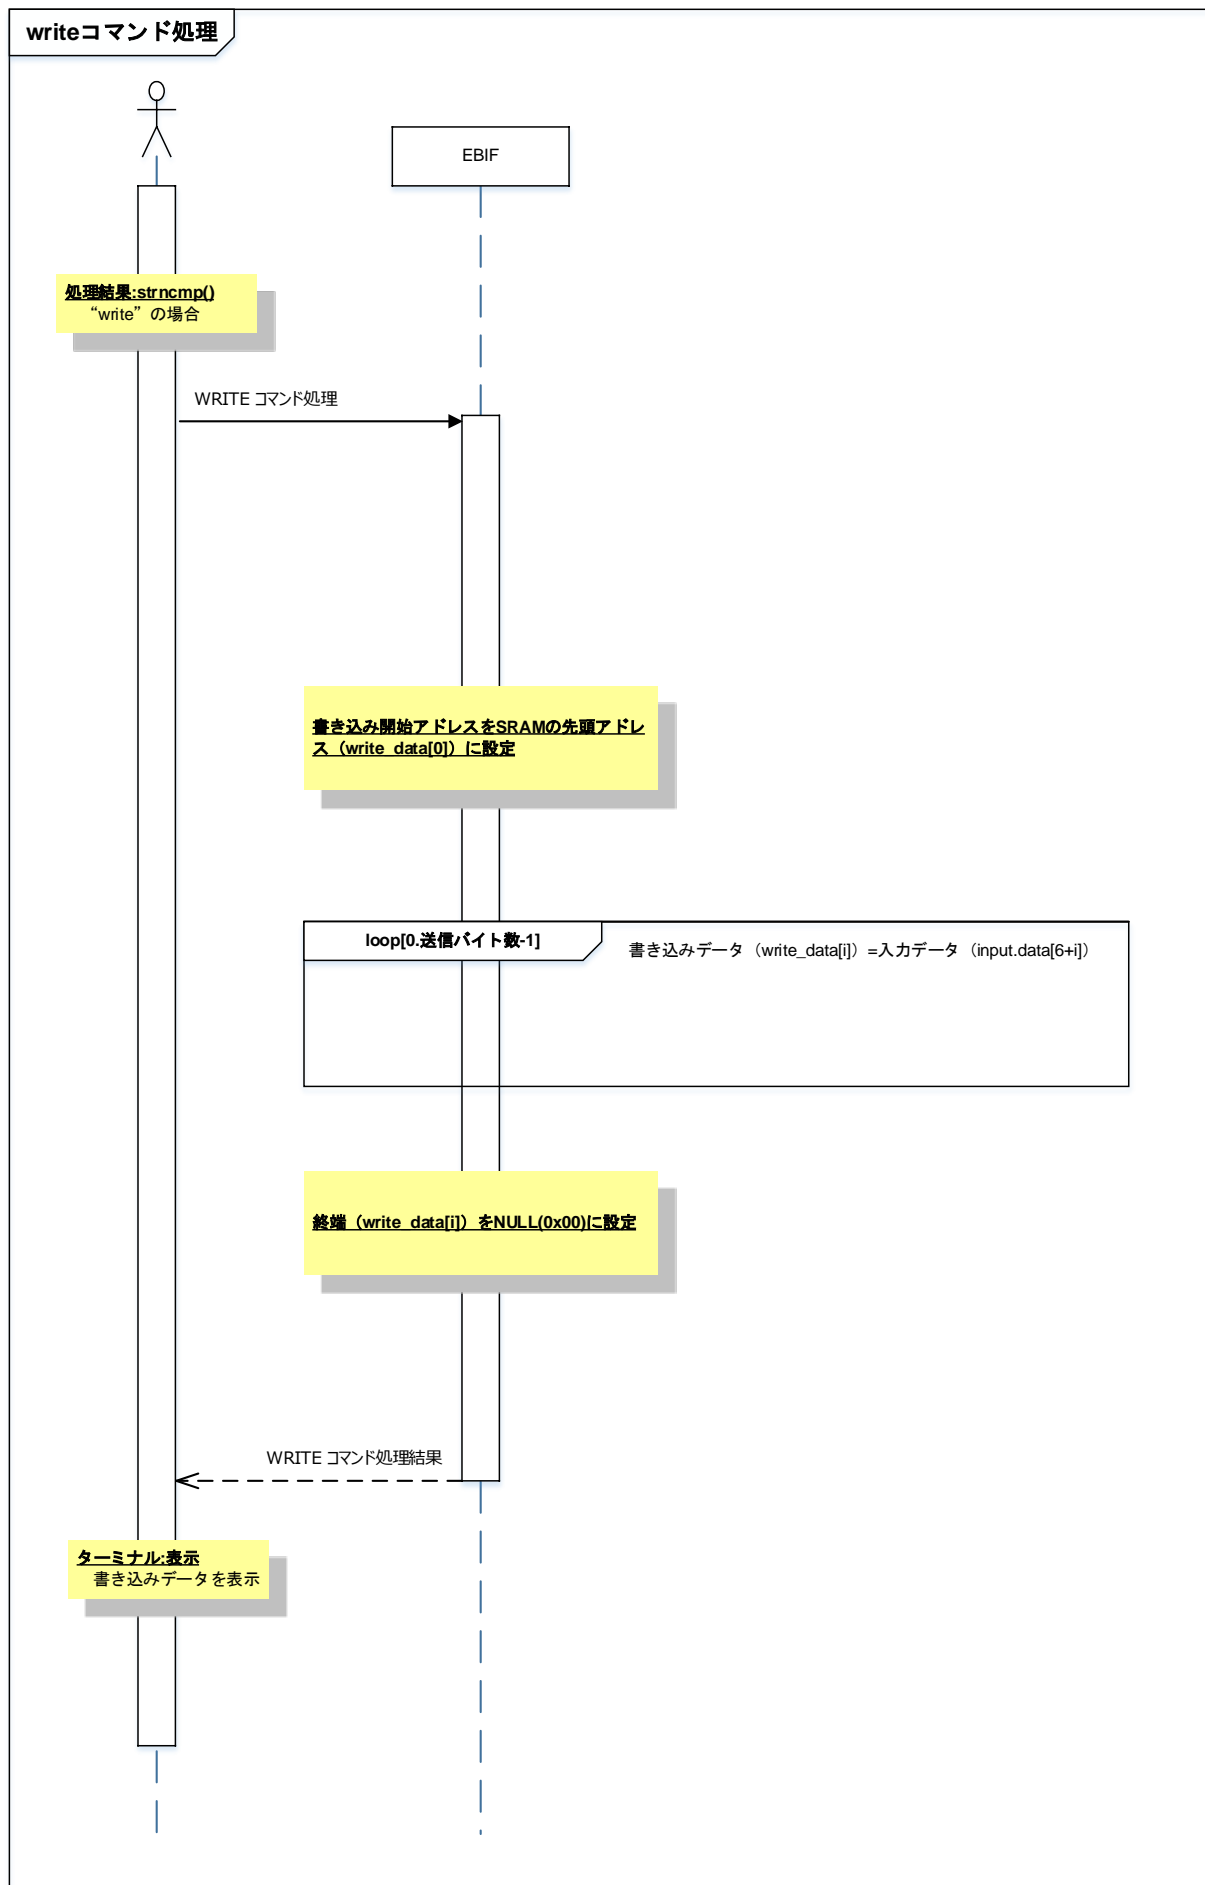 writeコマンド処理
EBIF
処理結果:strncmp()
“write”の場合
WRITE コマンド処理
書き込み開始アドレスをSRAMの先頭アドレ
ス（write_data[0]）に設定
loop[0.送信バイト数-1]
書き込みデータ（write_data[i]）=入力データ（input.data[6+i]）
終端（write_data[i]）をNULL(0x00)に設定
WRITE コマンド処理結果
ターミナル:表示
書き込みデータを表示